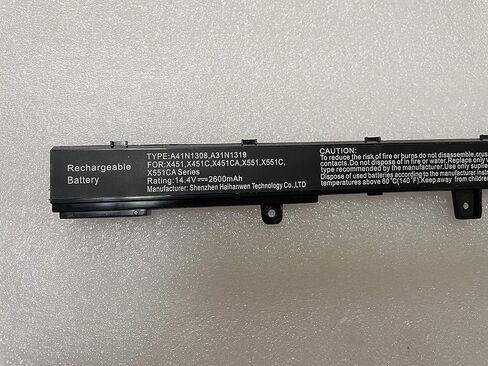 Rechargeable
Battery
TYPE:A41N1308,A31N1319
FOR:X451,X451C,X451CA,X551,X551C,
X551CA Series
Rating:14.4V⎓2600mAh
Manufacturer: Shenzhen Haihanwen Technology Co.,LTD
CAUTION:
To reduce the risk of fire or burns do not disassemble,crus
or dispose of in fire or water.Replace only
type recommended by the manufacturer.Use only
Dispose of used batteries according to the manufacturer
temperatures above 60°C(140°F).Keep away from children